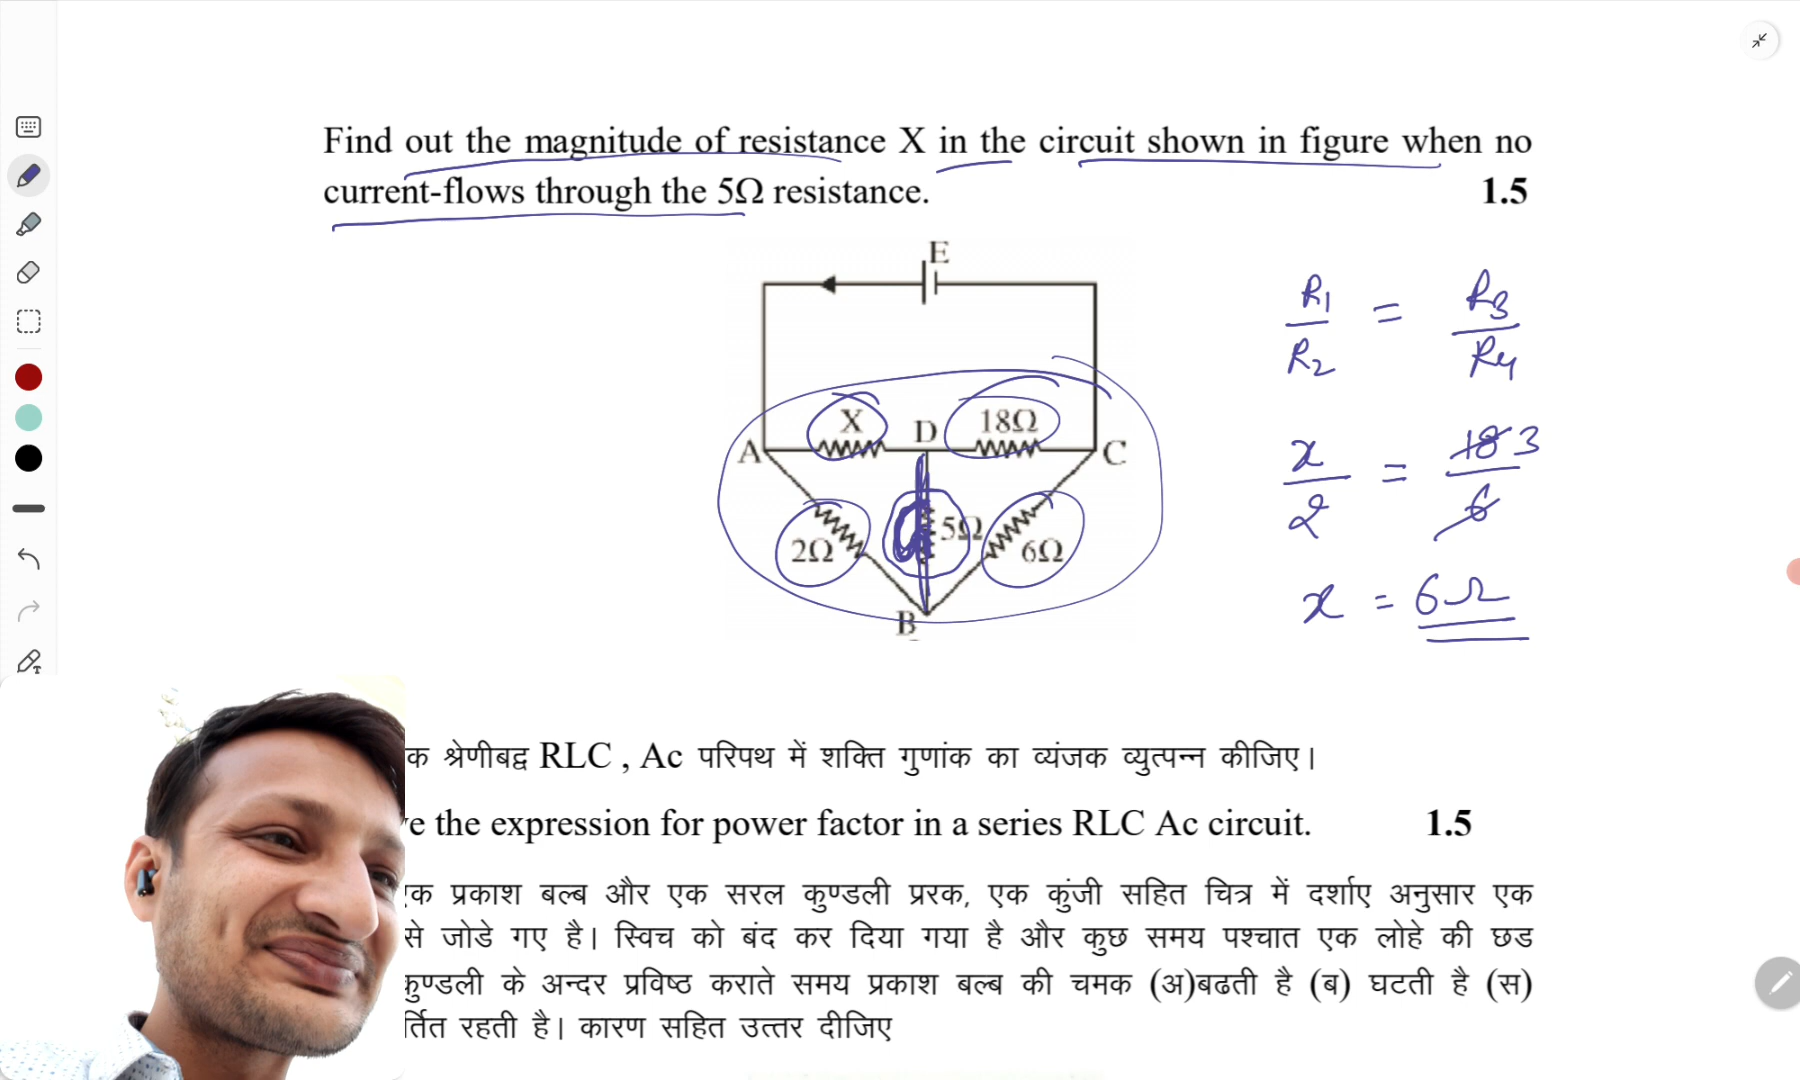 Find out the magnitude of resistance X in the circuit shown in figure when no
current-flows through the 5Ω resistance. 1.5
E
X
D
18Ω
A
C
2Ω
5Ω
6Ω
B
R1/R2 = R3/R4
x/2 = 18/6 3
x = 6Ω
क श्रेणीबद्व RLC , Ac परिपथ में शक्ति गुणांक का व्यंजक व्युत्पन्न कीजिए।
ve the expression for power factor in a series RLC Ac circuit. 1.5
क प्रकाश बल्ब और एक सरल कुण्डली प्ररक, एक कुंजी सहित चित्र में दर्शाए अनुसार एक
से जोडे गए है। स्विच को बंद कर दिया गया है और कुछ समय पश्चात एक लोहे की छड
कुण्डली के अन्दर प्रविष्ठ कराते समय प्रकाश बल्ब की चमक (अ)बढती है (ब) घटती है (स)
र्तित रहती है। कारण सहित उत्तर दीजिए